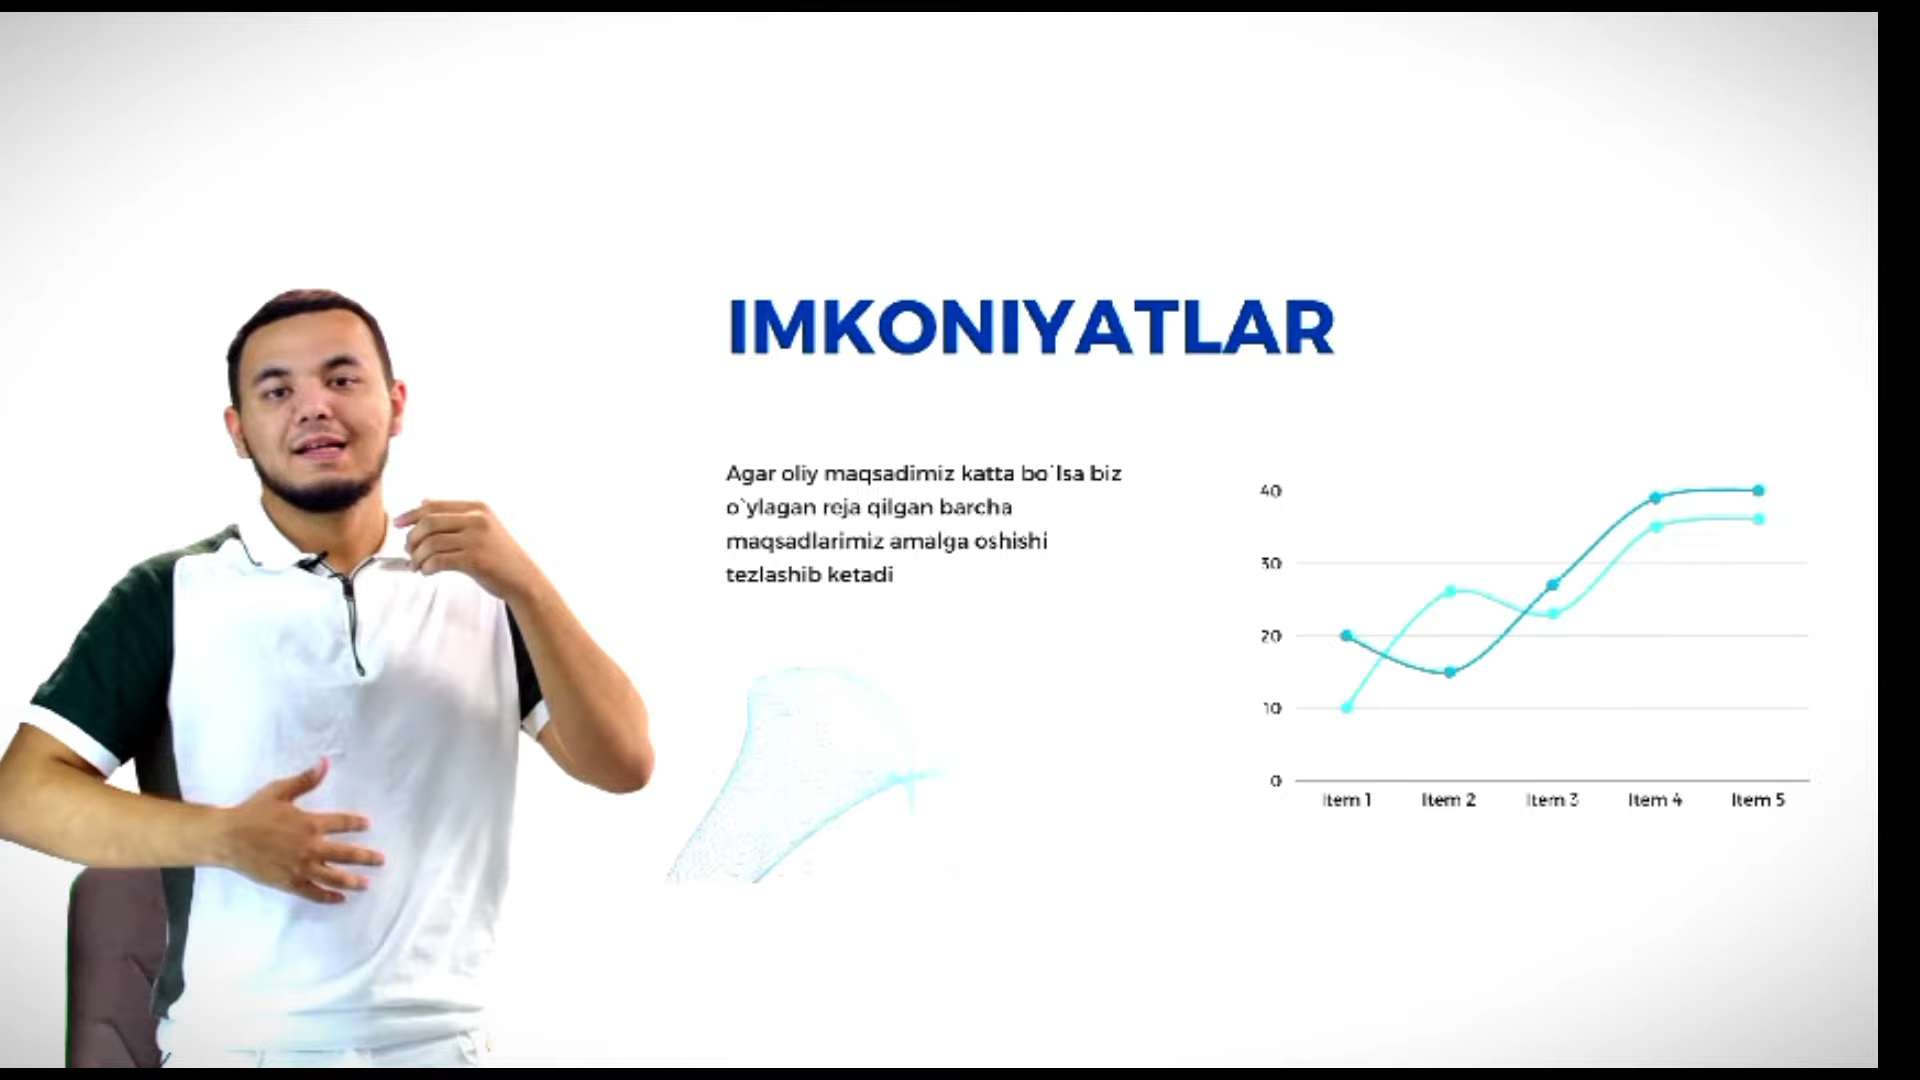 IMKONIYATLAR
Agar oliy maqsadimiz katta bo`lsa biz
o`ylagan reja qilgan barcha
maqsadlarimiz amalga oshishi
tezlashib ketadi
40
30
20
10
0
Item 1
Item 2
Item 3
Item 4
Item 5